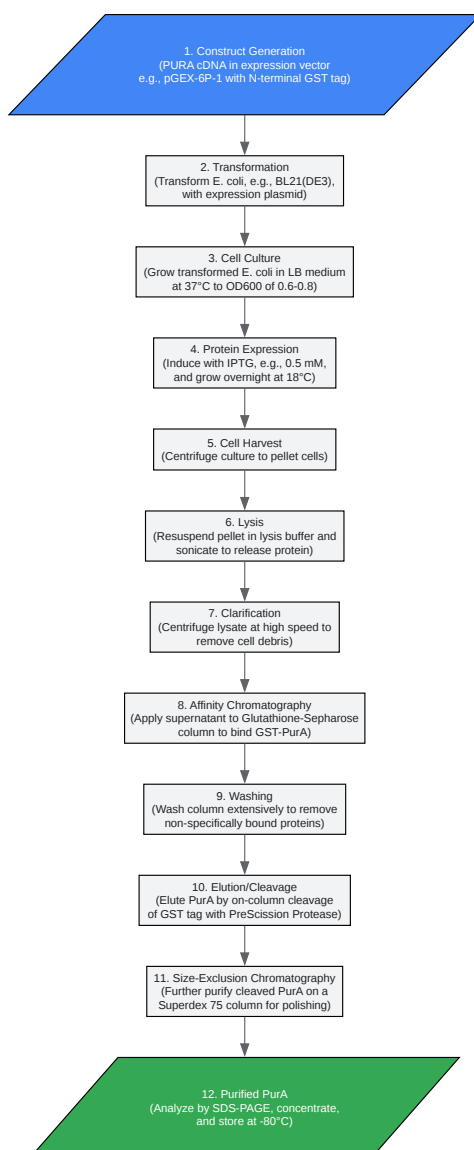 1. Construct Generation
(PURA cDNA in expression vector
e.g., pGEX-6P-1 with N-terminal GST tag)
2. Transformation
(Transform E. coli, e.g., BL21(DE3),
with expression plasmid)
3. Cell Culture
(Grow transformed E. coli in LB medium
at 37°C to OD600 of 0.6-0.8)
4. Protein Expression
(Induce with IPTG, e.g., 0.5 mM,
and grow overnight at 18°C)
5. Cell Harvest
(Centrifuge culture to pellet cells)
6. Lysis
(Resuspend pellet in lysis buffer and
sonicate to release protein)
7. Clarification
(Centrifuge lysate at high speed to
remove cell debris)
8. Affinity Chromatography
(Apply supernatant to Glutathione-Sepharose
column to bind GST-PurA)
9. Washing
(Wash column extensively to remove
non-specifically bound proteins)
10. Elution/Cleavage
(Elute PurA by on-column cleavage
of GST tag with PreScission Protease)
11. Size-Exclusion Chromatography
(Further purify cleaved PurA on a
Superdex 75 column for polishing)
12. Purified PurA
(Analyze by SDS-PAGE, concentrate,
and store at -80°C)